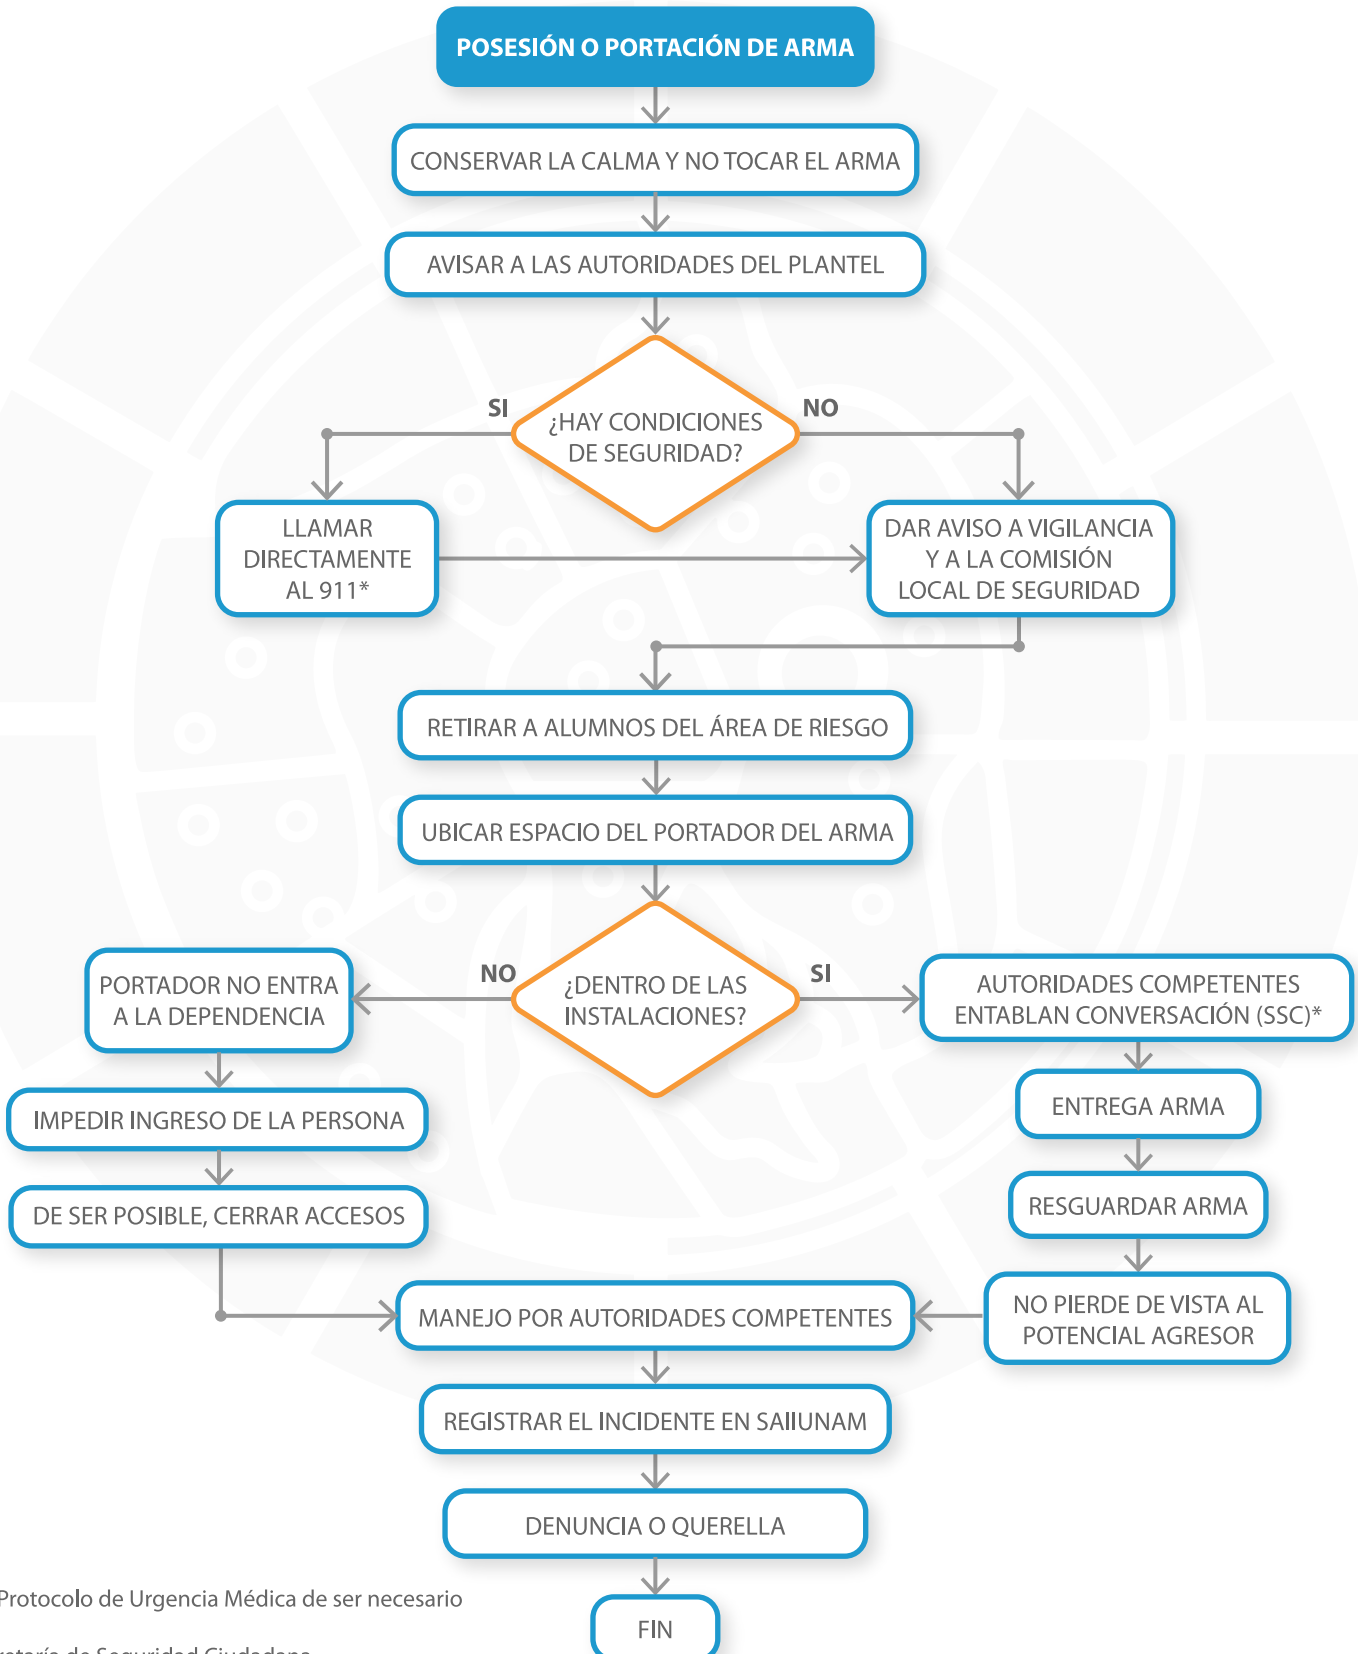 POSESIÓN O PORTACIÓN DE ARMA
CONSERVAR LA CALMA Y NO TOCAR EL ARMA
AVISAR A LAS AUTORIDADES DEL PLANTEL
¿HAY CONDICIONES
DE SEGURIDAD?
SI
NO
LLAMAR
DIRECTAMENTE
AL 911*
DAR AVISO A VIGILANCIA
Y A LA COMISIÓN
LOCAL DE SEGURIDAD
RETIRAR A ALUMNOS DEL ÁREA DE RIESGO
UBICAR ESPACIO DEL PORTADOR DEL ARMA
¿DENTRO DE LAS
INSTALACIONES?
NO
SI
PORTADOR NO ENTRA
A LA DEPENDENCIA
IMPEDIR INGRESO DE LA PERSONA
DE SER POSIBLE, CERRAR ACCESOS
AUTORIDADES COMPETENTES
ENTABLAN CONVERSACIÓN (SSC)*
ENTREGA ARMA
RESGUARDAR ARMA
NO PIERDE DE VISTA AL
POTENCIAL AGRESOR
MANEJO POR AUTORIDADES COMPETENTES
REGISTRAR EL INCIDENTE EN SAIIUNAM
DENUNCIA O QUERELLA
FIN
Protocolo de Urgencia Médica de ser necesario
de Seguridad Ciudadana